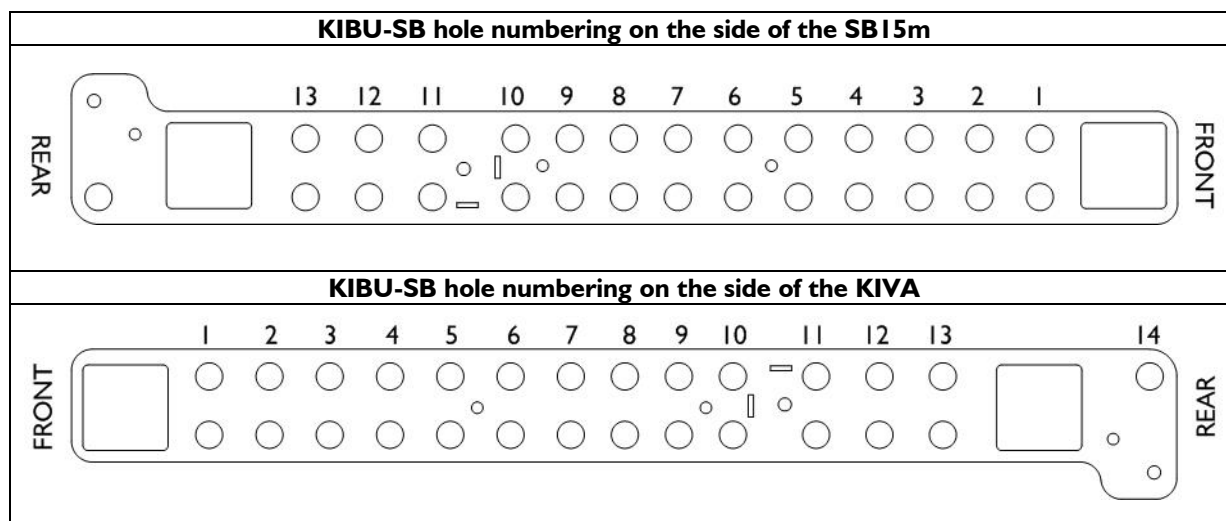 KIBU-SB hole numbering on the side of the SB15m
13 12 11 10 9 8 7 6 5 4 3 2 1
REAR
FRONT
KIBU-SB hole numbering on the side of the KIVA
1 2 3 4 5 6 7 8 9 10 11 12 13 14
FRONT
REAR